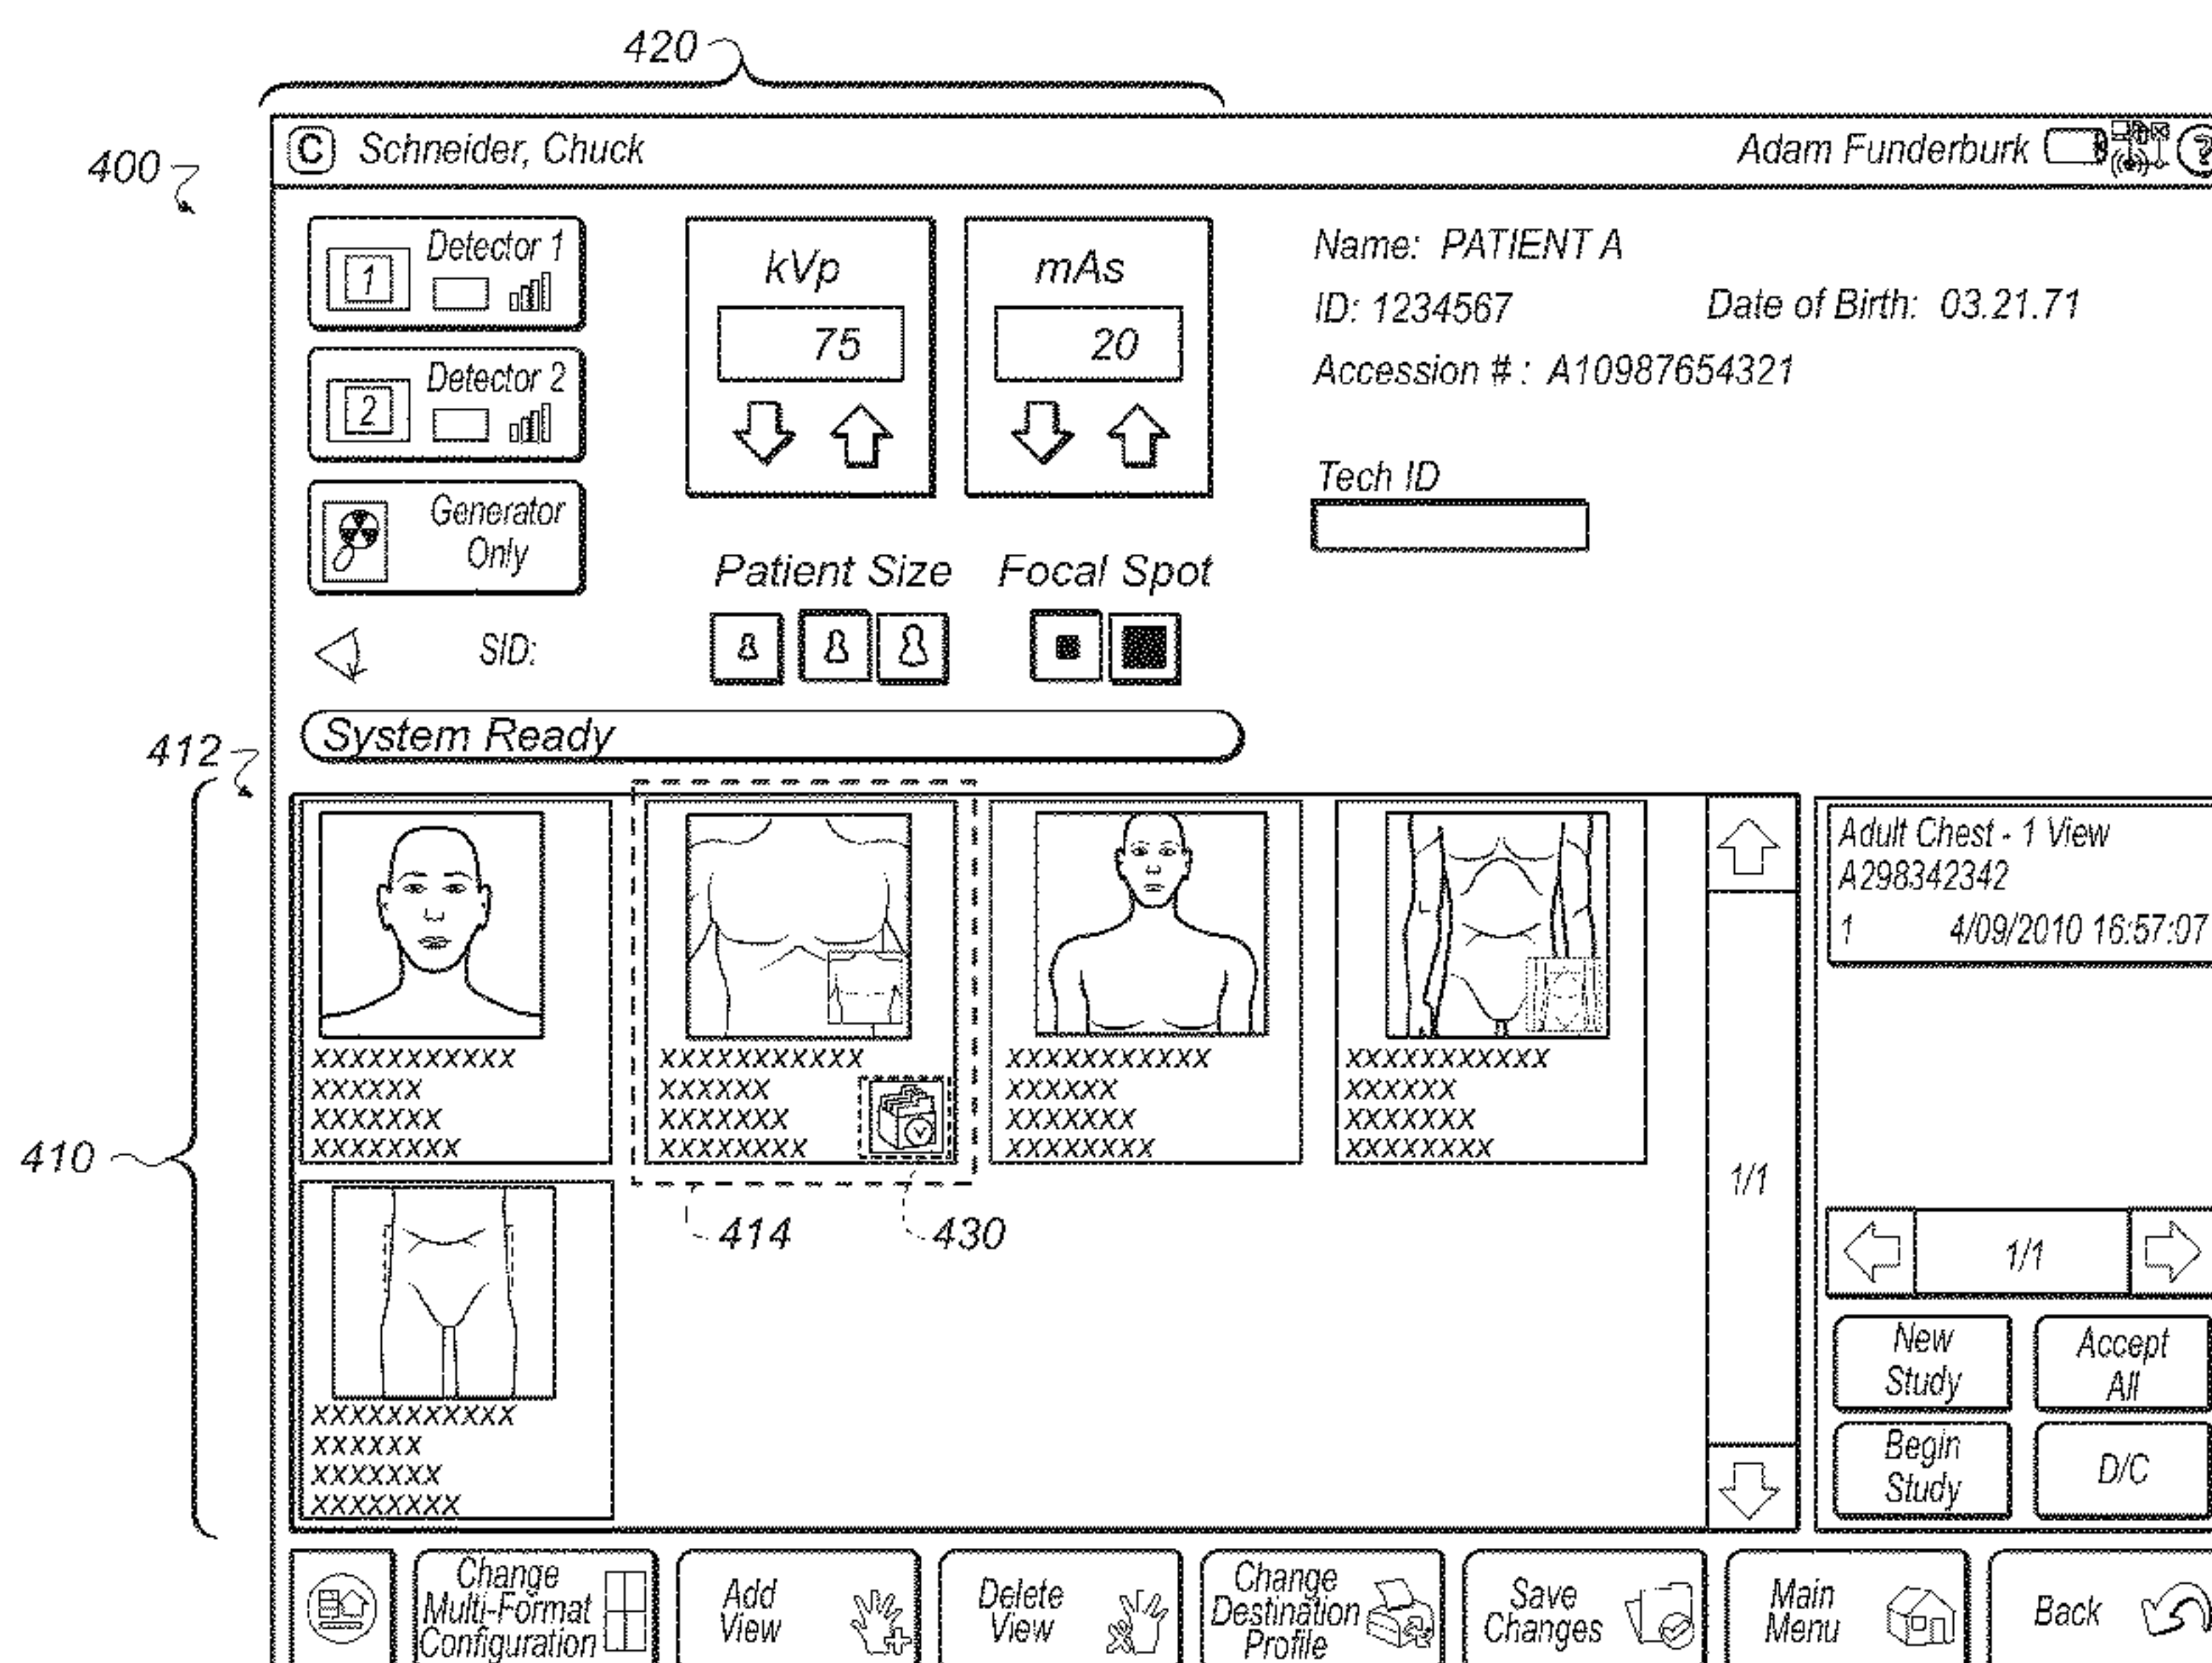 420
400
C Schneider, Chuck
Adam Funderburk ?
Detector 1
1
Detector 2
2
Generator
Only
SID:
kVp
75
mAs
20
Patient Size
Focal Spot
Name: PATIENT A
ID: 1234567
Date of Birth: 03.21.71
Accession # : A10987654321
Tech ID
System Ready
412
410
XXXXXXXXXXX
XXXXXX
XXXXXXX
XXXXXXXX
XXXXXXXXXXX
XXXXXX
XXXXXXX
XXXXXXXX
XXXXXXXXXXX
XXXXXX
XXXXXXX
XXXXXXXX
XXXXXXXXXXX
XXXXXX
XXXXXXX
XXXXXXXX
414
430
XXXXXXXXXXX
XXXXXX
XXXXXXX
XXXXXXXX
1/1
Adult Chest - 1 View
A298342342
1 4/09/2010 16:57:07
1/1
New
Study
Accept
All
Begin
Study
D/C
Change
Multi-Format
Configuration
Add
View
Delete
View
Change
Destination
Profile
Save
Changes
Main
Menu
Back